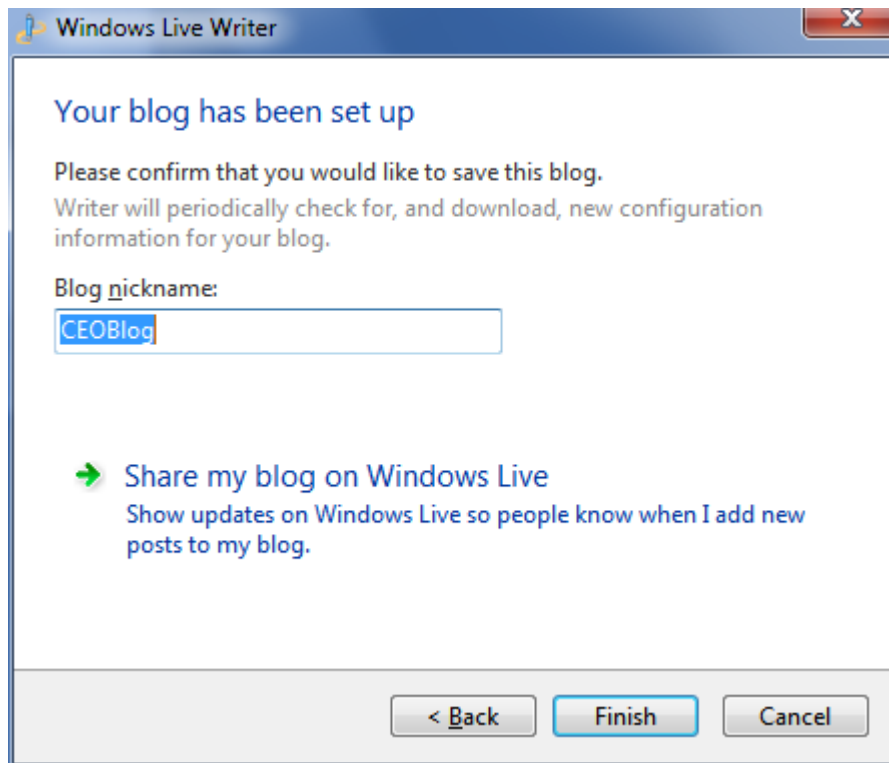 Windows Live Writer
Your blog has been set up
Please confirm that you would like to save this blog.
Writer will periodically check for, and download, new configuration
information for your blog.
Blog nickname:
CEOBlog
Share my blog on Windows Live
Show updates on Windows Live so people know when I add new
posts to my blog.
< Back
Finish
Cancel